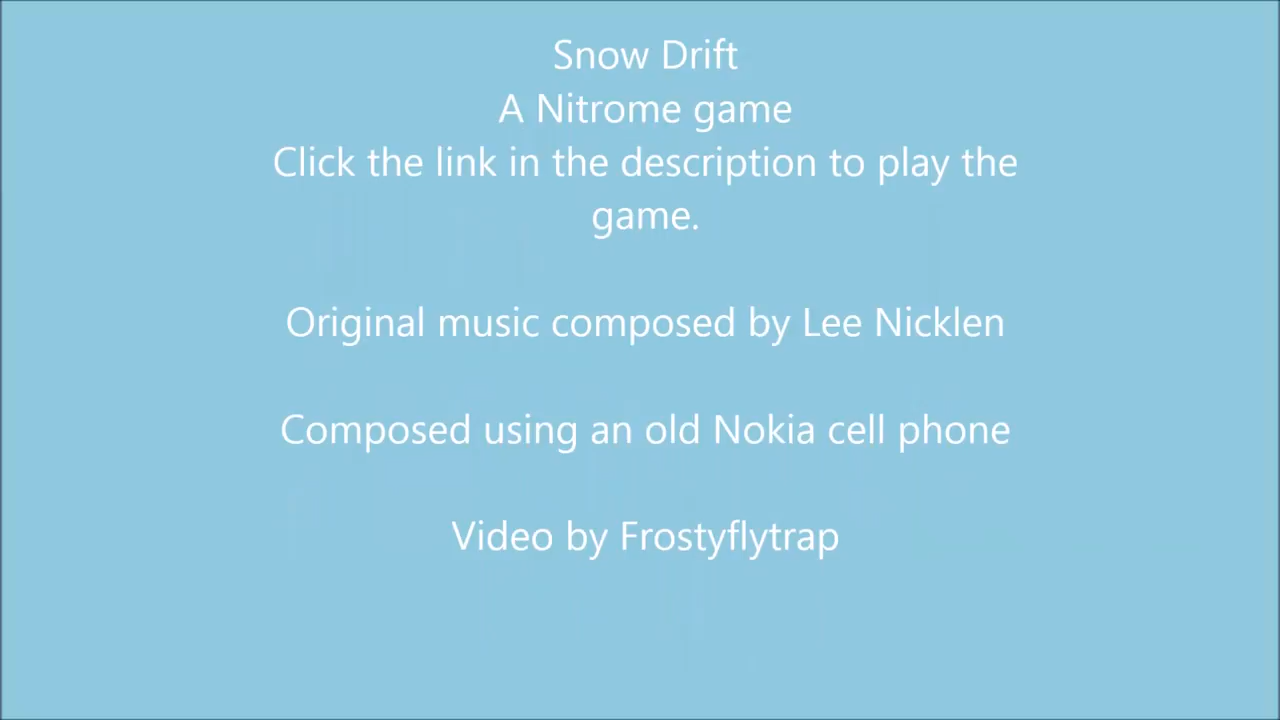 Snow Drift
A Nitrome game
Click the link in the description to play the
game.
Original music composed by Lee Nicklen
Composed using an old Nokia cell phone
Video by Frostyflytrap